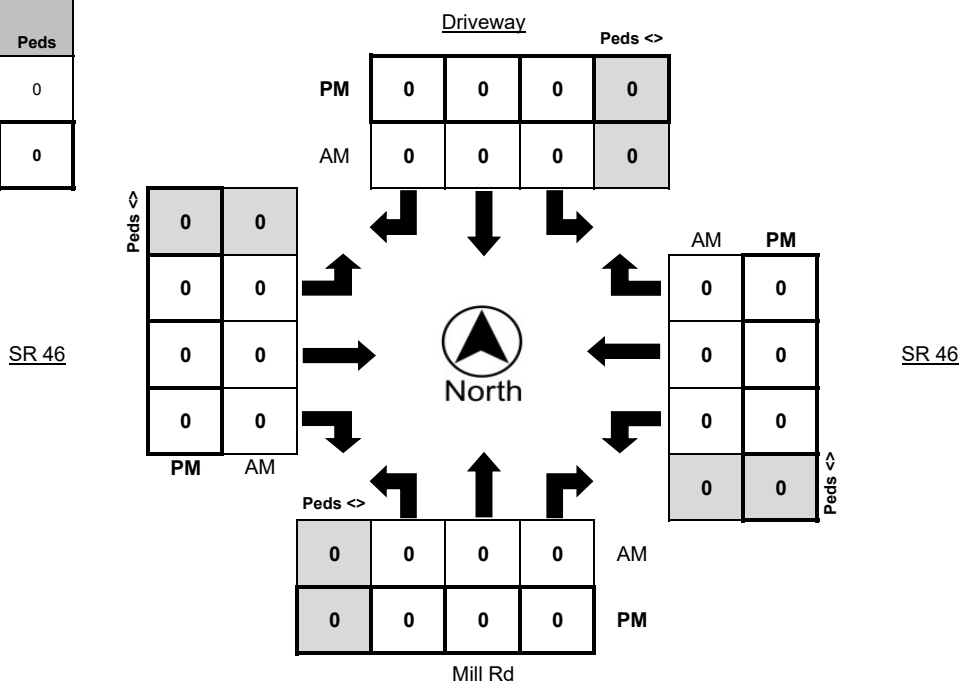 Driveway
Peds
Peds <>
0
PM 0 0 0 0
0
AM 0 0 0 0
Peds <>
0 0
AM PM
0 0
0 0
SR 46
0 0
North
0 0
SR 46
0 0
0 0
PM AM
0 0
Peds <>
Peds <>
0 0 0 0 AM
0 0 0 0 PM
Mill Rd